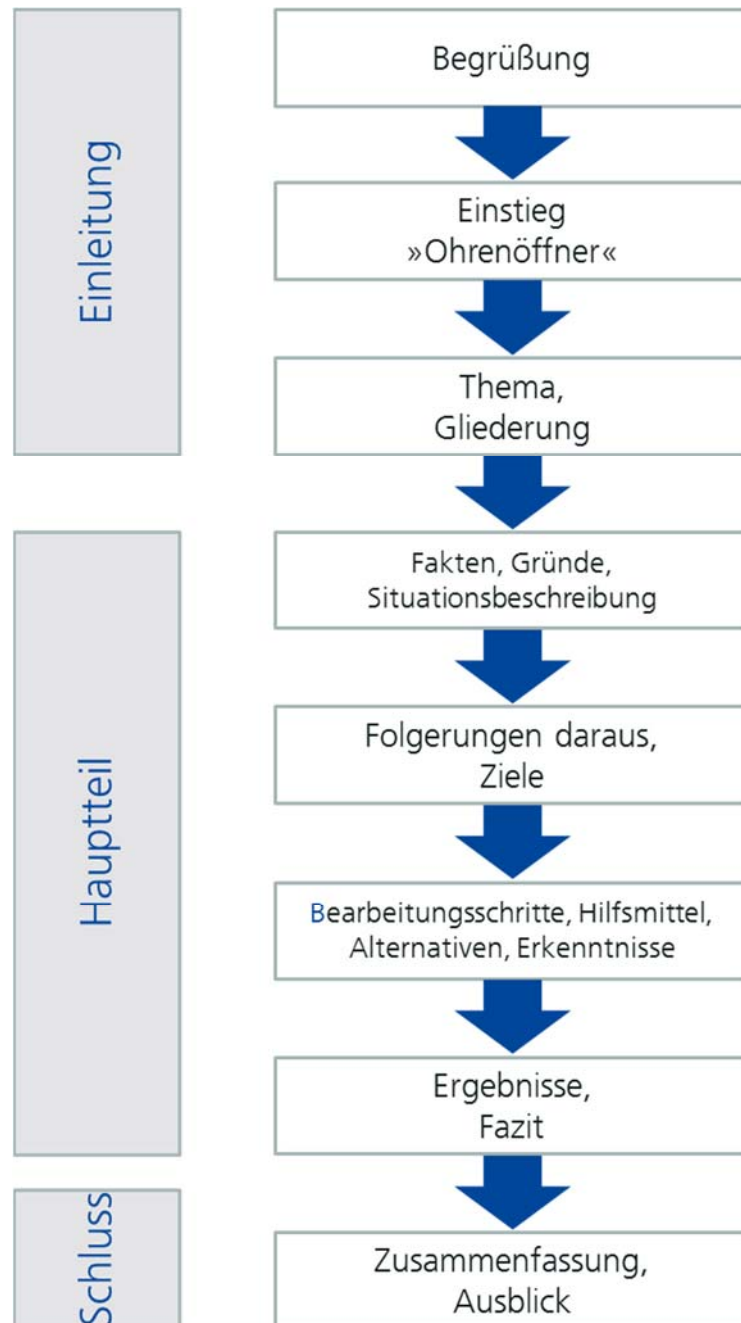 Einleitung
Begrüßung
Einstieg
»Ohrenöffner«
Thema,
Gliederung
Hauptteil
Fakten, Gründe,
Situationsbeschreibung
Folgerungen daraus,
Ziele
Bearbeitungsschritte, Hilfsmittel,
Alternativen, Erkenntnisse
Ergebnisse,
Fazit
Schluss
Zusammenfassung,
Ausblick